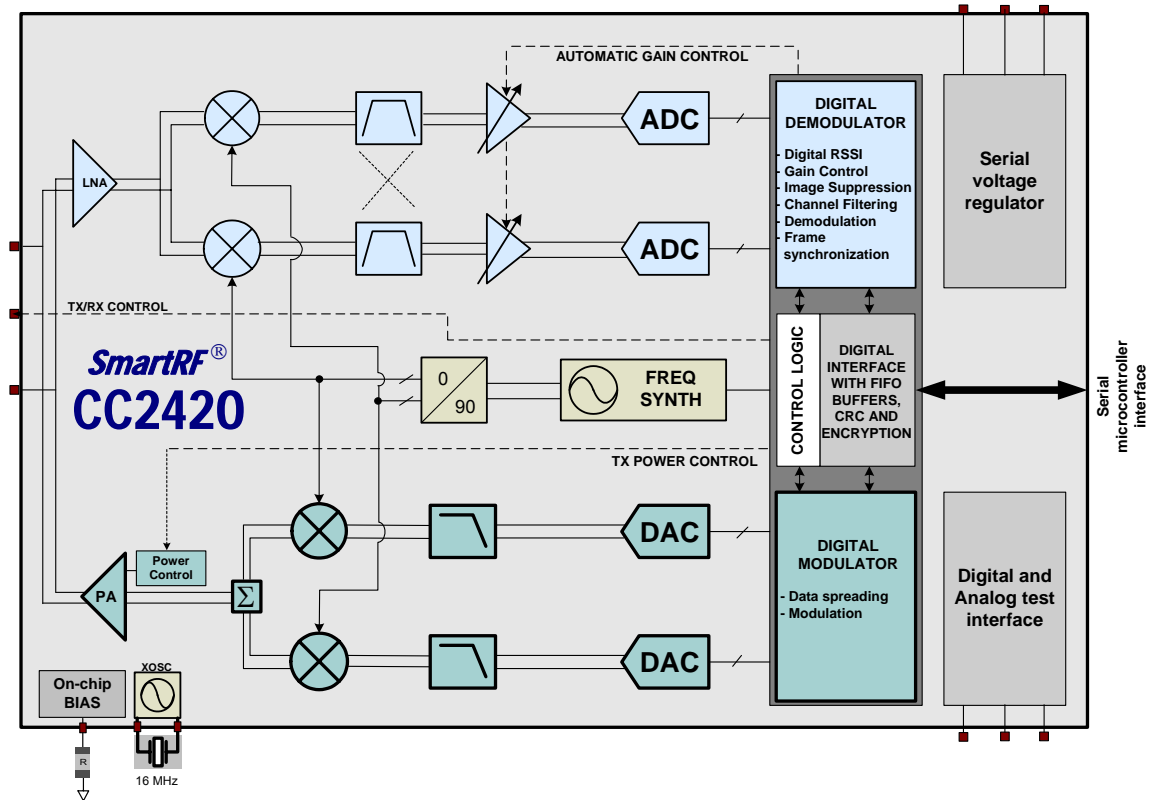 AUTOMATIC GAIN CONTROL
LNA
ADC
ADC
DIGITAL
DEMODULATOR
- Digital RSSI
- Gain Control
- Image Suppression
- Channel Filtering
- Demodulation
- Frame
synchronization
Serial
voltage
regulator
TX/RX CONTROL
SmartRF®
CC2420
0
90
FREQ
SYNTH
CONTROL LOGIC
DIGITAL
INTERFACE
WITH FIFO
BUFFERS,
CRC AND
ENCRYPTION
Serial
microcontroller
interface
TX POWER CONTROL
Power
Control
PA
Σ
DAC
DAC
DIGITAL
MODULATOR
- Data spreading
- Modulation
Digital and
Analog test
interface
On-chip
BIAS
XOSC
R
16 MHz